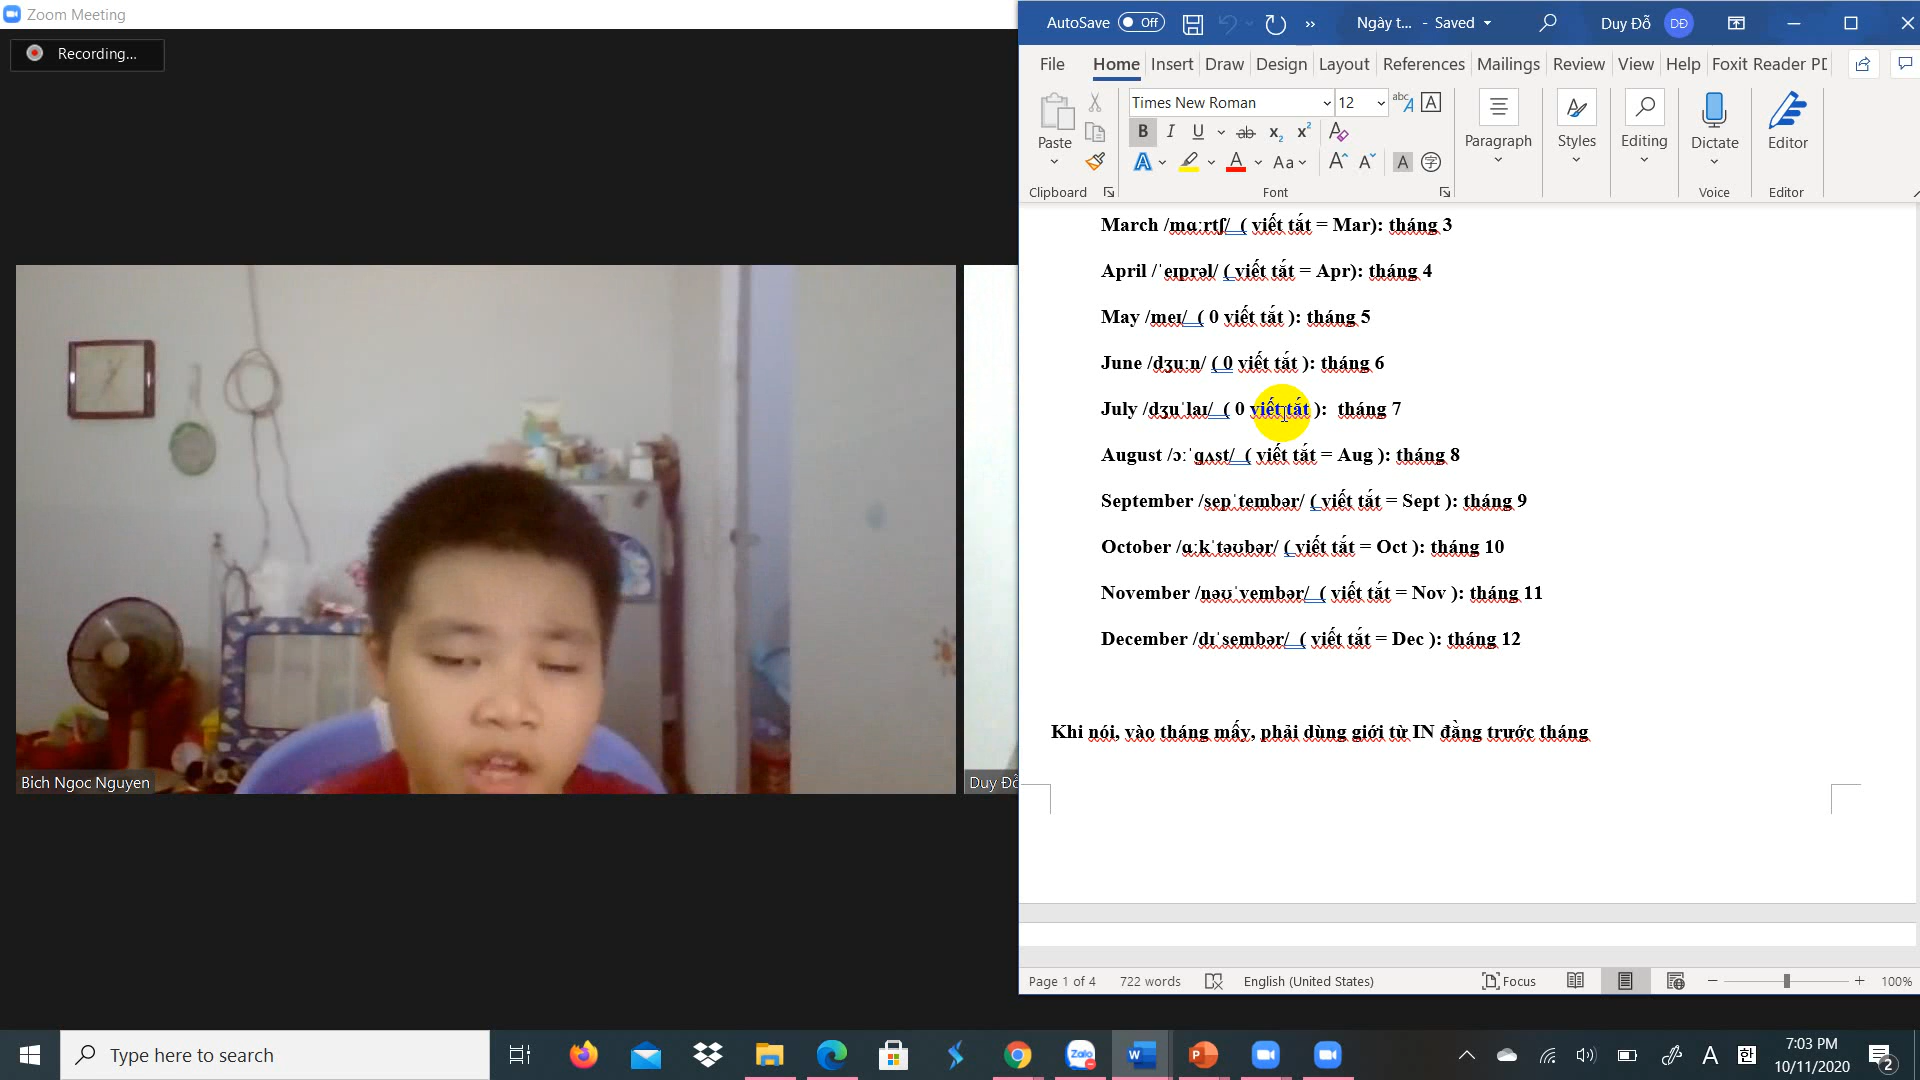 Zoom Meeting
Recording...
Bich Ngoc Nguyen
Duy Đỗ
AutoSave Off Ngày t... - Saved Duy Đỗ DĐ
File Home Insert Draw Design Layout References Mailings Review View Help Foxit Reader PD
Times New Roman 12
Paste Paragraph Styles Editing Dictate Editor
Clipboard Font Voice Editor
March /mɑːrtʃ/ ( viết tắt = Mar): tháng 3
April /ˈeɪprəl/ ( viết tắt = Apr): tháng 4
May /meɪ/ ( 0 viết tắt ): tháng 5
June /dʒuːn/ ( 0 viết tắt ): tháng 6
July /dʒuˈlaɪ/ ( 0 viết tắt ): tháng 7
August /ɔːˈɡʌst/ ( viết tắt = Aug ): tháng 8
September /sepˈtembər/ ( viết tắt = Sept ): tháng 9
October /ɑːkˈtəʊbər/ ( viết tắt = Oct ): tháng 10
November /nəʊˈvembər/ ( viết tắt = Nov ): tháng 11
December /dɪˈsembər/ ( viết tắt = Dec ): tháng 12
Khi nói, vào tháng mấy, phải dùng giới từ IN đằng trước tháng
Page 1 of 4 722 words English (United States) Focus 100%
Type here to search
Zalo
7:03 PM
10/11/2020
2